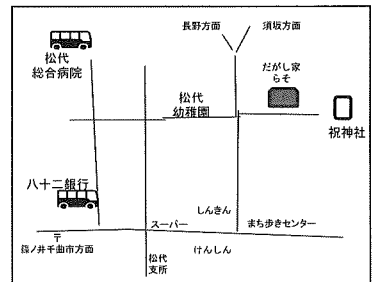 長野方面
須坂方面
松代
総合病院
だがし家
らそ
松代
幼稚園
祝神社
八十二銀行
しんきん
スーパー
まち歩きセンター
〒
篠ノ井千曲市方面
松代
支所
けんしん